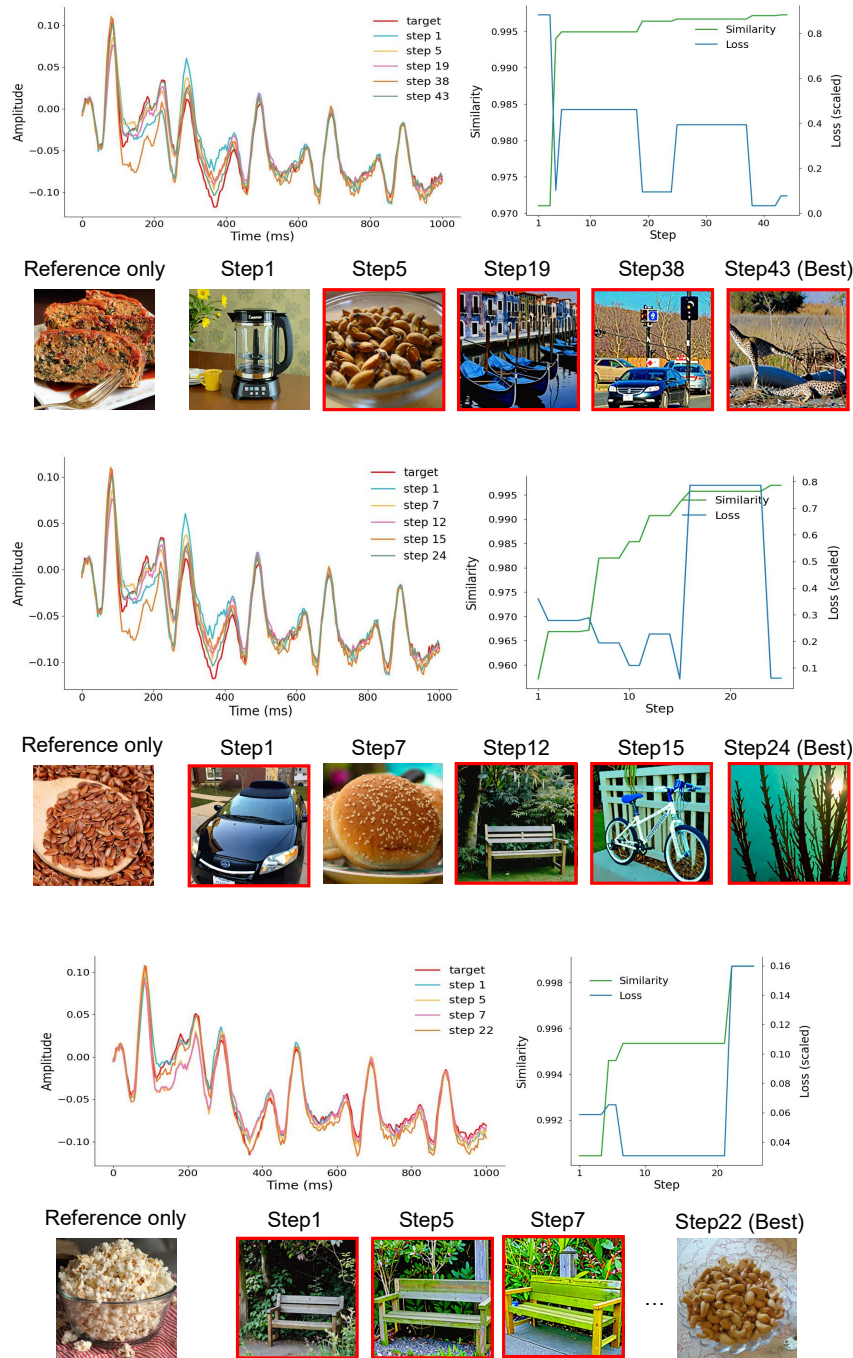 target
step 1
step 5
step 19
step 38
step 43
Amplitude
0.10
0.05
0.00
−0.05
−0.10
0 200 400 600 800 1000
Time (ms)
Similarity
Loss
Similarity
0.995
0.990
0.985
0.980
0.975
0.970
0.8
0.6
0.4
0.2
0.0
Loss (scaled)
1 10 20 30 40
Step
Reference only Step1 Step5 Step19 Step38 Step43 (Best)
target
step 1
step 7
step 12
step 15
step 24
Amplitude
0.10
0.05
0.00
−0.05
−0.10
0 200 400 600 800 1000
Time (ms)
Similarity
Loss
Similarity
0.995
0.990
0.985
0.980
0.975
0.970
0.965
0.960
0.8
0.7
0.6
0.5
0.4
0.3
0.2
0.1
Loss (scaled)
1 10 20
Step
Reference only Step1 Step7 Step12 Step15 Step24 (Best)
target
step 1
step 5
step 7
step 22
Amplitude
0.10
0.05
0.00
−0.05
−0.10
0 200 400 600 800 1000
Time (ms)
Similarity
Loss
Similarity
0.998
0.996
0.994
0.992
0.16
0.14
0.12
0.10
0.08
0.06
0.04
Loss (scaled)
1 10 20
Step
Reference only Step1 Step5 Step7 Step22 (Best)
...